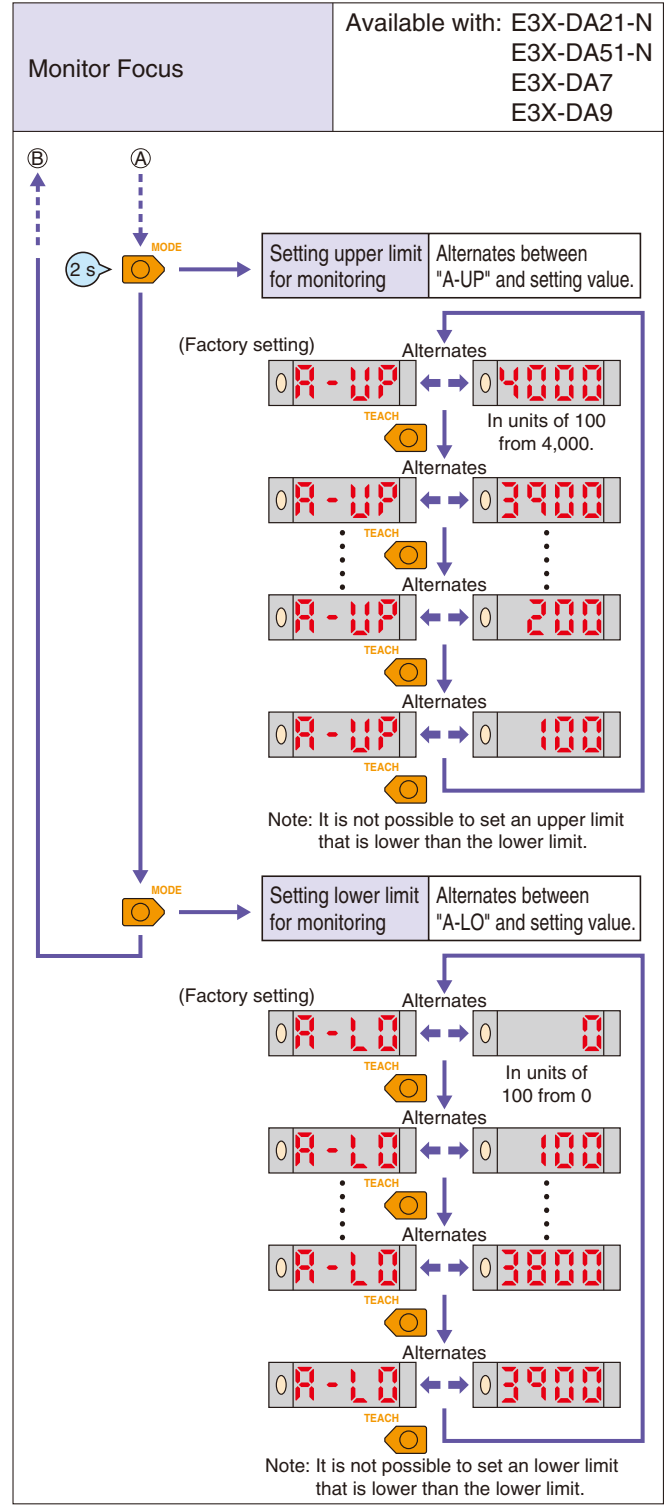 Monitor Focus
Available with: E3X-DA21-N
E3X-DA51-N
E3X-DA7
E3X-DA9
B A
MODE
2 s
Setting upper limit
for monitoring
Alternates between
"A-UP" and setting value.
(Factory setting)
Alternates
A-UP 4000
TEACH
In units of 100
from 4,000.
Alternates
A-UP 3900
TEACH
Alternates
A-UP 200
TEACH
Alternates
A-UP 100
TEACH
Note: It is not possible to set an upper limit
that is lower than the lower limit.
MODE
Setting lower limit
for monitoring
Alternates between
"A-LO" and setting value.
(Factory setting)
Alternates
A-LO 0
TEACH
In units of
100 from 0
Alternates
A-LO 100
TEACH
Alternates
A-LO 3800
TEACH
Alternates
A-LO 3900
TEACH
Note: It is not possible to set an lower limit
that is lower than the lower limit.